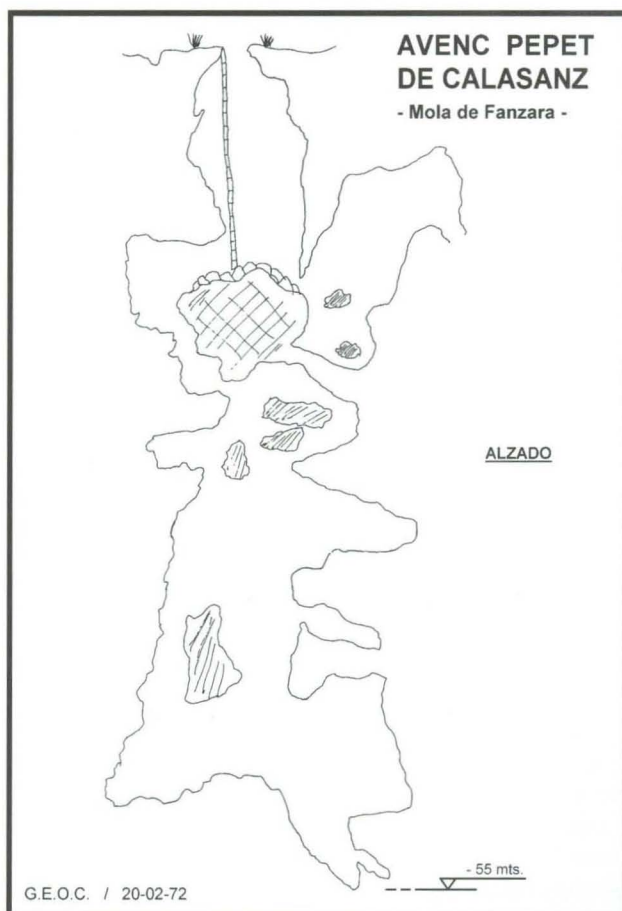 AVENC PEPET
DE CALASANZ
- Mola de Fanzara -
ALZADO
- 55 mts.
G.E.O.C. / 20-02-72